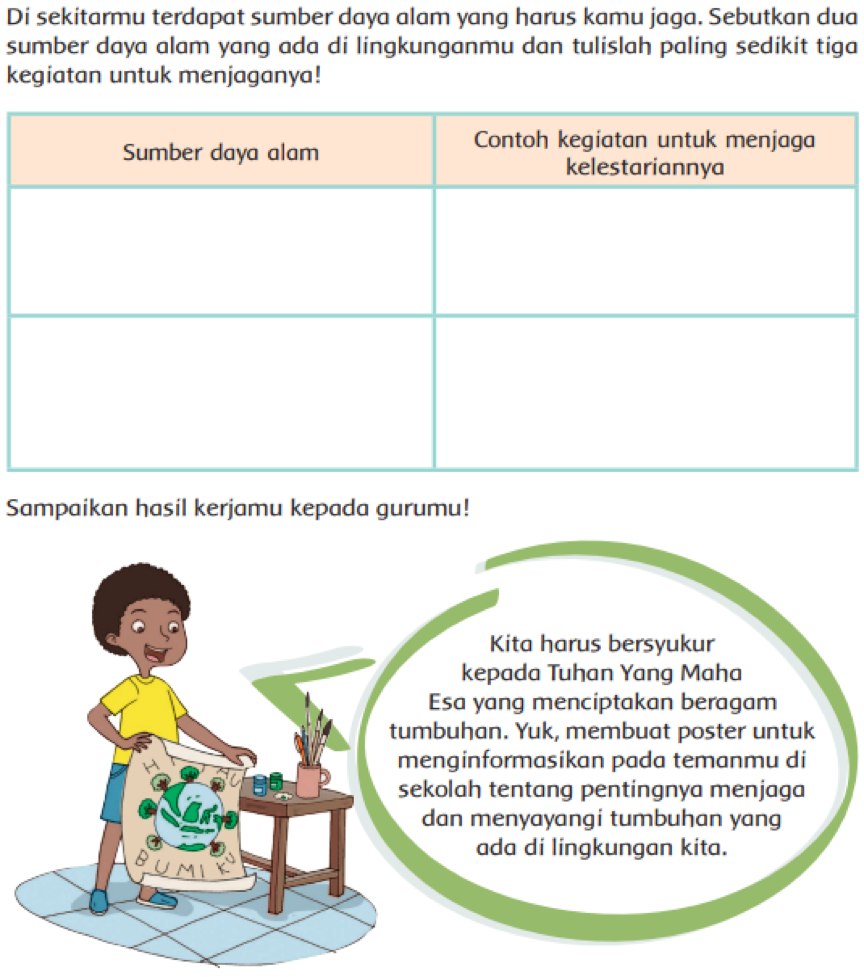 Di sekitarmu terdapat sumber daya alam yang harus kamu jaga. Sebutkan dua
sumber daya alam yang ada di lingkunganmu dan tulislah paling sedikit tiga
kegiatan untuk menjaganya!
Sumber daya alam
Contoh kegiatan untuk menjaga
kelestariannya
Sampaikan hasil kerjamu kepada gurumu!
Kita harus bersyukur
kepada Tuhan Yang Maha
Esa yang menciptakan beragam
tumbuhan. Yuk, membuat poster untuk
menginformasikan pada temanmu di
sekolah tentang pentingnya menjaga
dan menyayangi tumbuhan yang
ada di lingkungan kita.
BUMIKU